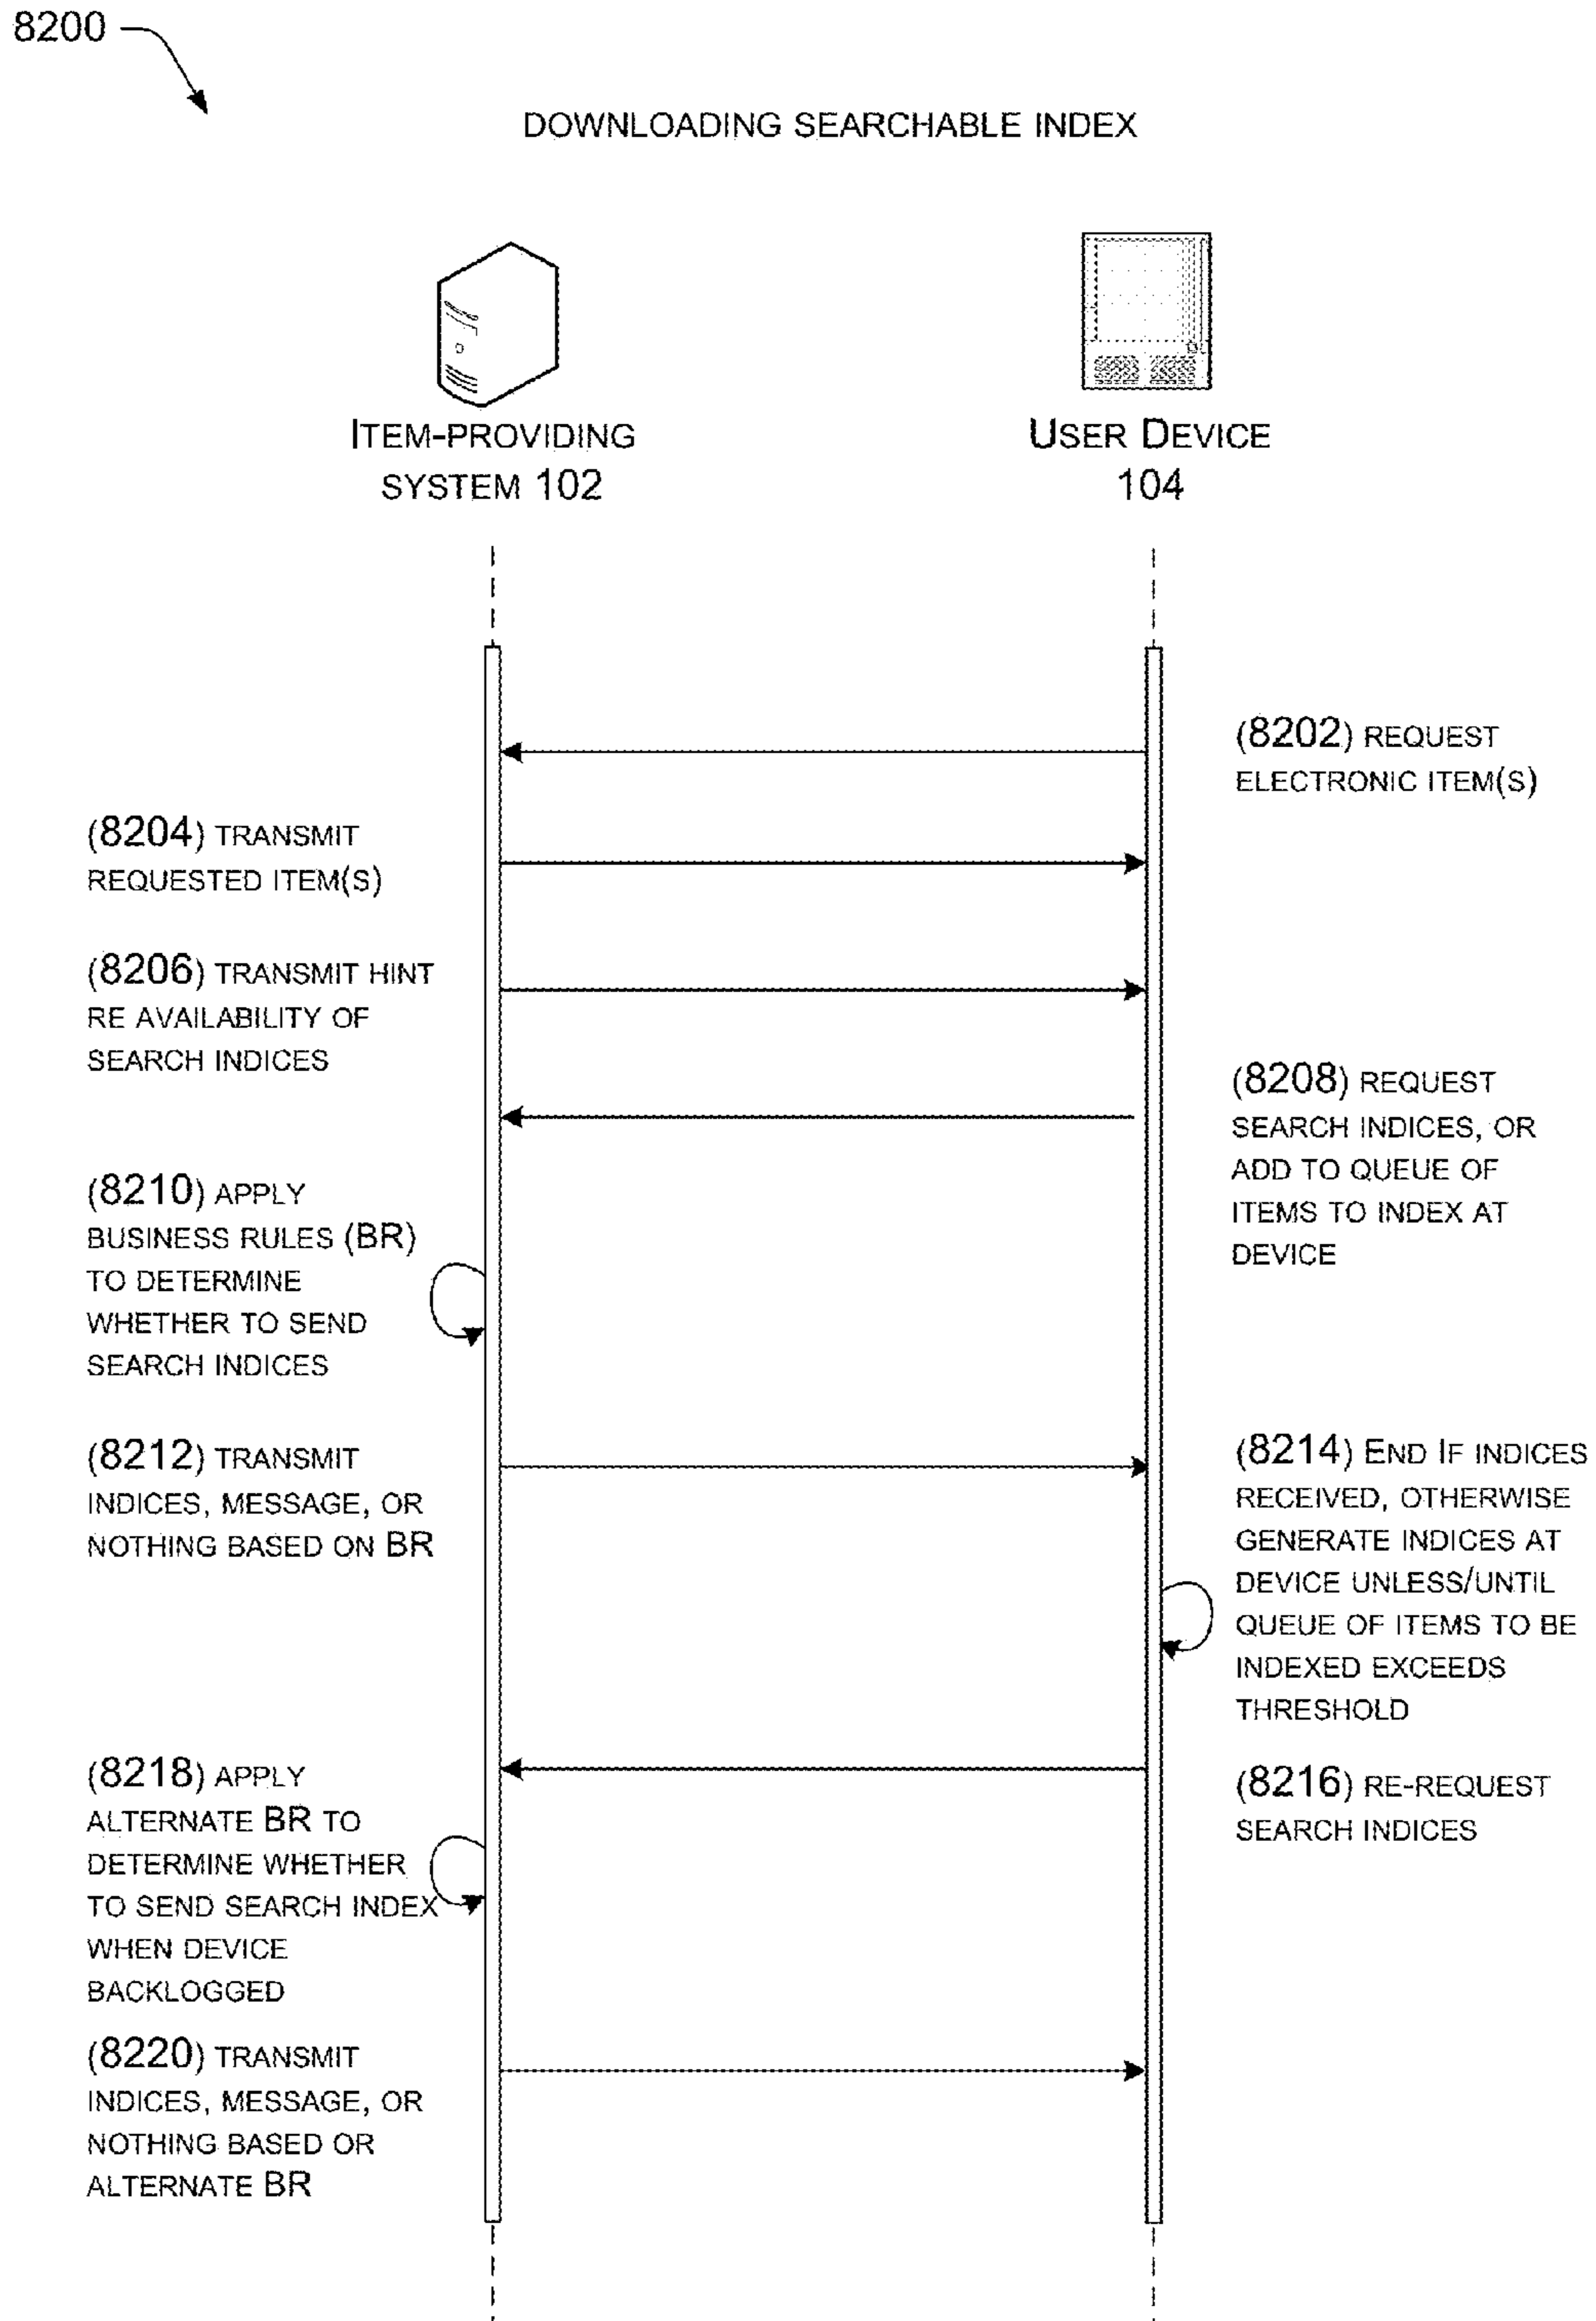 8200
DOWNLOADING SEARCHABLE INDEX
ITEM-PROVIDING
SYSTEM 102
USER DEVICE
104
(8202) REQUEST
ELECTRONIC ITEM(S)
(8204) TRANSMIT
REQUESTED ITEM(S)
(8206) TRANSMIT HINT
RE AVAILABILITY OF
SEARCH INDICES
(8208) REQUEST
SEARCH INDICES, OR
ADD TO QUEUE OF
ITEMS TO INDEX AT
DEVICE
(8210) APPLY
BUSINESS RULES (BR)
TO DETERMINE
WHETHER TO SEND
SEARCH INDICES
(8212) TRANSMIT
INDICES, MESSAGE, OR
NOTHING BASED ON BR
(8214) END IF INDICES
RECEIVED, OTHERWISE
GENERATE INDICES AT
DEVICE UNLESS/UNTIL
QUEUE OF ITEMS TO BE
INDEXED EXCEEDS
THRESHOLD
(8216) RE-REQUEST
SEARCH INDICES
(8218) APPLY
ALTERNATE BR TO
DETERMINE WHETHER
TO SEND SEARCH INDEX
WHEN DEVICE
BACKLOGGED
(8220) TRANSMIT
INDICES, MESSAGE, OR
NOTHING BASED OR
ALTERNATE BR